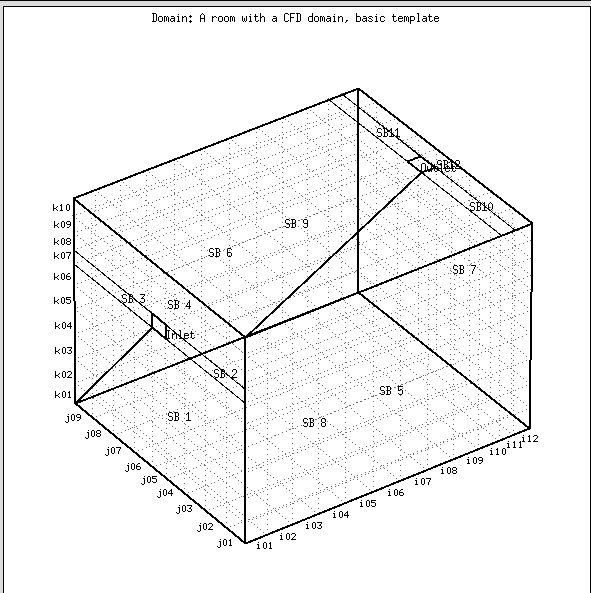 Domain: A room with a CFD domain, basic template
SB11
Outlet
SB12
SB10
k10
k09
k08
k07
k06
k05
k04
k03
k02
k01
SB 9
SB 6
SB 7
SB 3
SB 4
Inlet
SB 2
SB 5
SB 1
SB 8
j09
j08
j07
j06
j05
j04
j03
j02
j01
i01
i02
i03
i04
i05
i06
i07
i08
i09
i10
i11
i12